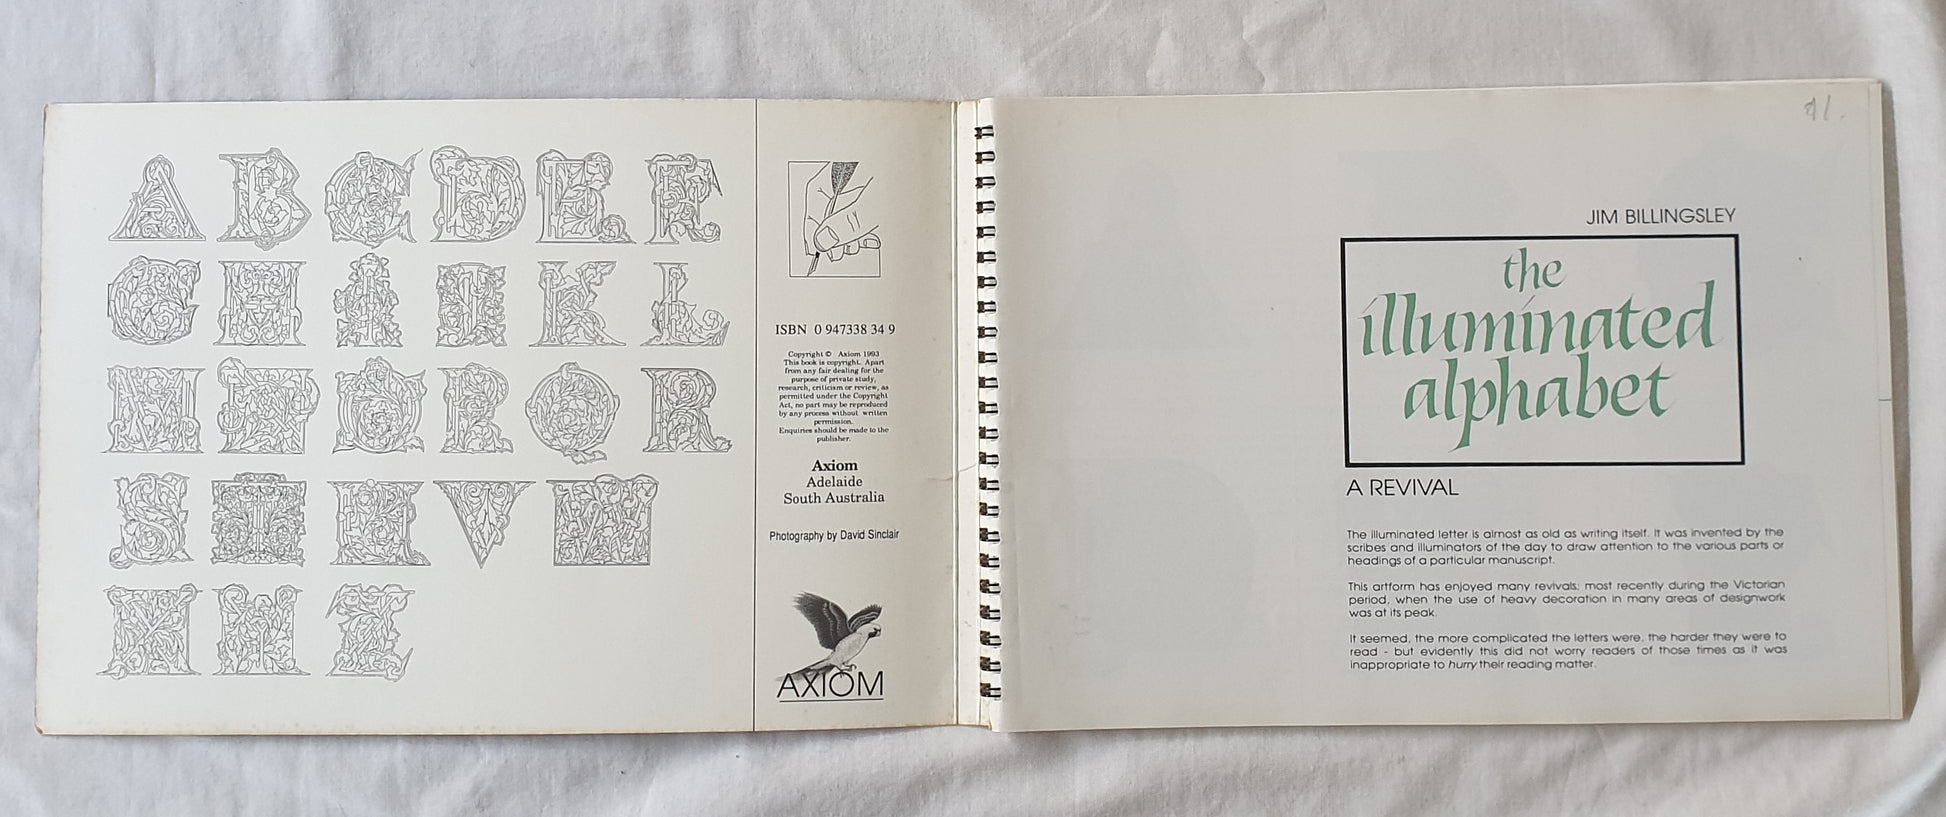 A B C D E F
G H I J K L
M N O P Q R
S T U V W
X Y Z
ISBN 0 947338 34 9
Copyright © Axiom 1993
This book is copyright. Apart
from any fair dealing for the
purpose of private study,
research, criticism or review, as
permitted under the Copyright
Act, no part may be reproduced
by any process without written
permission.
Enquiries should be made to the
publisher.
Axiom
Adelaide
South Australia
Photography by David Sinclair
AXIOM
JIM BILLINGSLEY
the
illuminated
alphabet
A REVIVAL
The illuminated letter is almost as old as writing itself. It was invented by the
scribes and illuminators of the day to draw attention to the various parts or
headings of a particular manuscript.
This artform has enjoyed many revivals; most recently during the Victorian
period, when the use of heavy decoration in many areas of designwork
was at its peak.
It seemed, the more complicated the letters were, the harder they were to
read - but evidently this did not worry readers of those times as it was
inappropriate to hurry their reading matter.